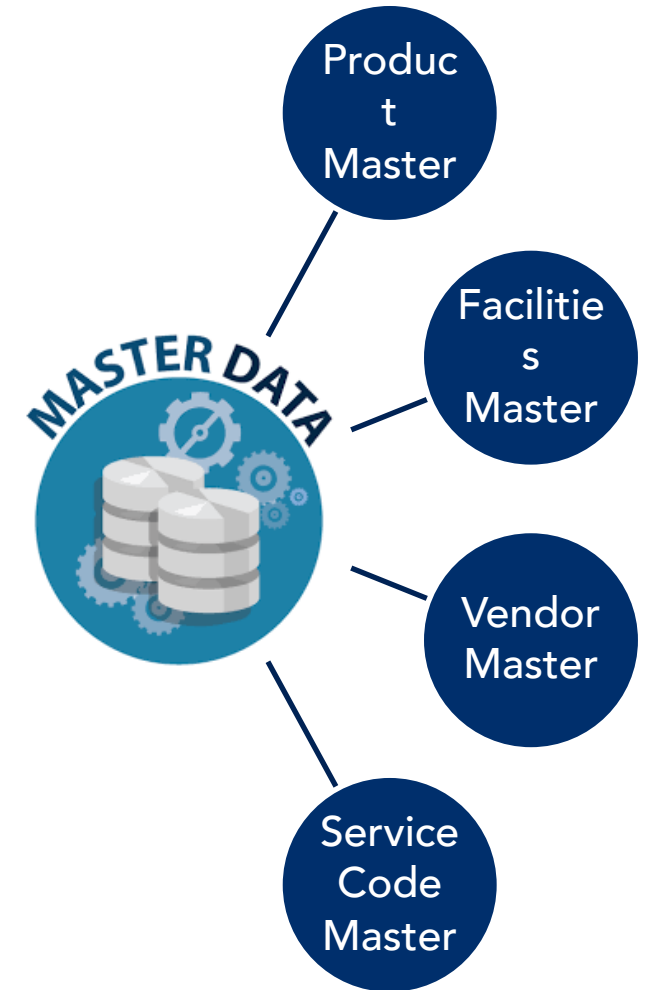 Produc
t
Master
Facilitie
s
Master
MASTER DATA
Vendor
Master
Service
Code
Master